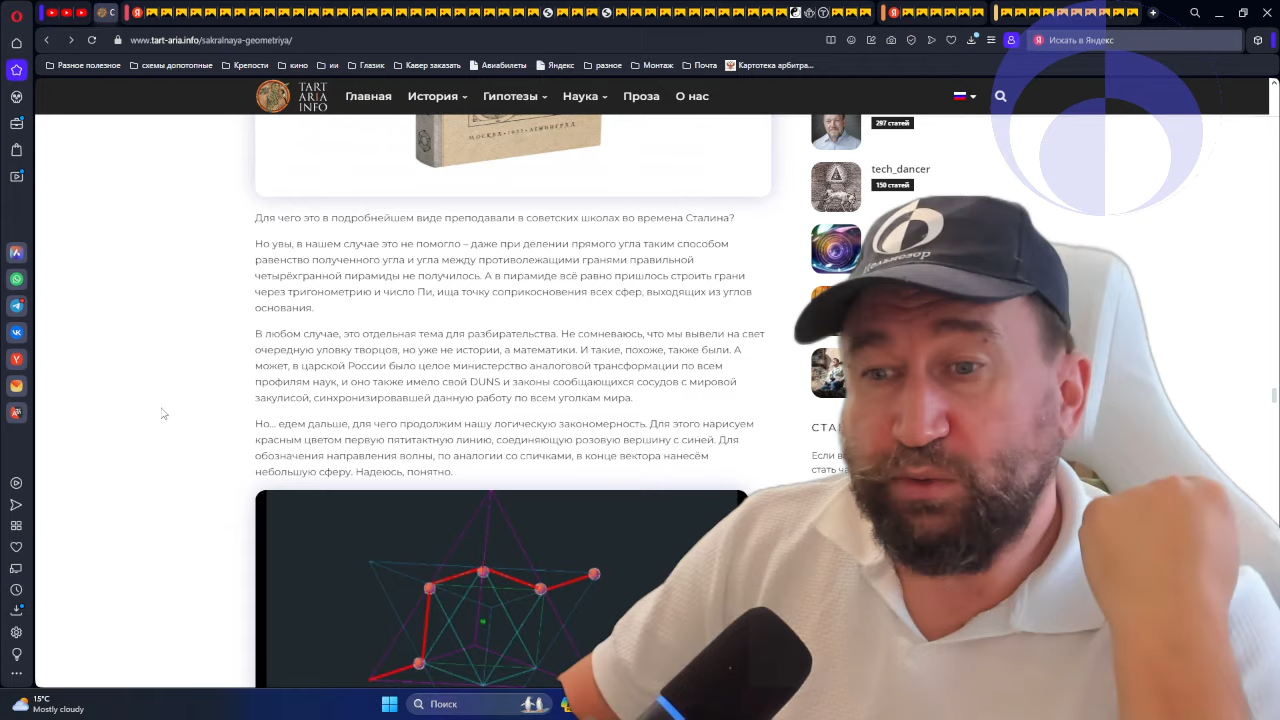 www.tart-aria.info/sakralnaya-geometriya/
Искать в Яндекс
Разное полезное
схемы допотопные
Крепости
кино
ии
Глалик
Кавер заказать
Авиабилеты
Яндекс
разное
Монтаж
Почта
Картотека арбитра...
TART
ARIA
INFO
Главная
История
Гипотезы
Наука
Проза
О нас
МОСКВА • 1957 • ЛЕНИНГРАД
297 статей
tech_dancer
150 статей
Для чего это в подробнейшем виде преподавали в советских школах во времена Сталина?
Но увы, в нашем случае это не помогло – даже при делении прямого угла таким способом
равенство полученного угла и угла между противолежащими гранями правильной
четырёхгранной пирамиды не получилось. А в пирамиде всё равно пришлось строить грани
через тригонометрию и число Пи, ища точку соприкосновения всех сфер, выходящих из углов
основания.
В любом случае, это отдельная тема для разбирательства. Не сомневаюсь, что мы вывели на свет
очередную уловку творцов, но уже не истории, а математики. И такие, похоже, также были. А
может, в царской России было целое министерство аналоговой трансформации по всем
профилям наук, и оно также имело свой DUNS и законы сообщающихся сосудов с мировой
закулисой, синхронизировавшей данную работу по всем уголкам мира.
Но... едем дальше, для чего продолжим нашу логическую закономерность. Для этого нарисуем
красным цветом первую пятитактную линию, соединяющую розовую вершину с синей. Для
обозначения направления волны, по аналогии со спичками, в конце вектора нанесём
небольшую сферу. Надеюсь, понятно.
Цельнозор
15°C
Mostly cloudy
Поиск